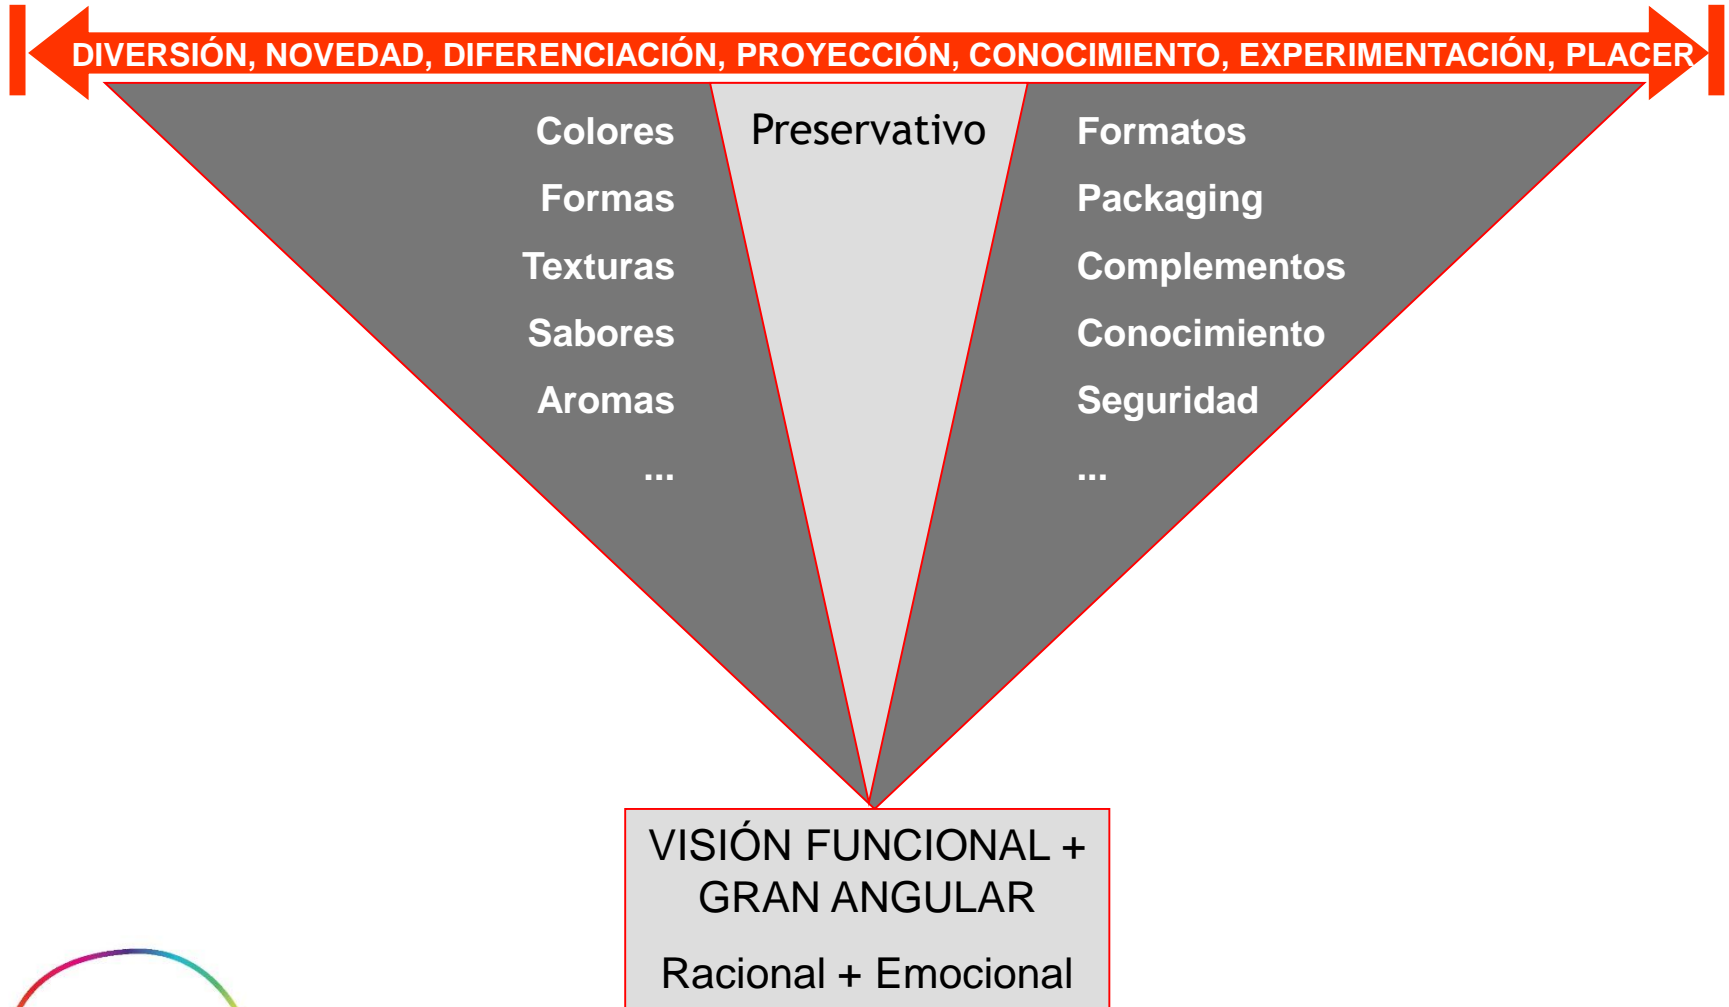 DIVERSIÓN, NOVEDAD, DIFERENCIACIÓN, PROYECCIÓN, CONOCIMIENTO, EXPERIMENTACIÓN, PLACER
Preservativo
Colores
Formas
Texturas
Sabores
Aromas
...
Formatos
Packaging
Complementos
Conocimiento
Seguridad
...
VISIÓN FUNCIONAL +
GRAN ANGULAR
Racional + Emocional